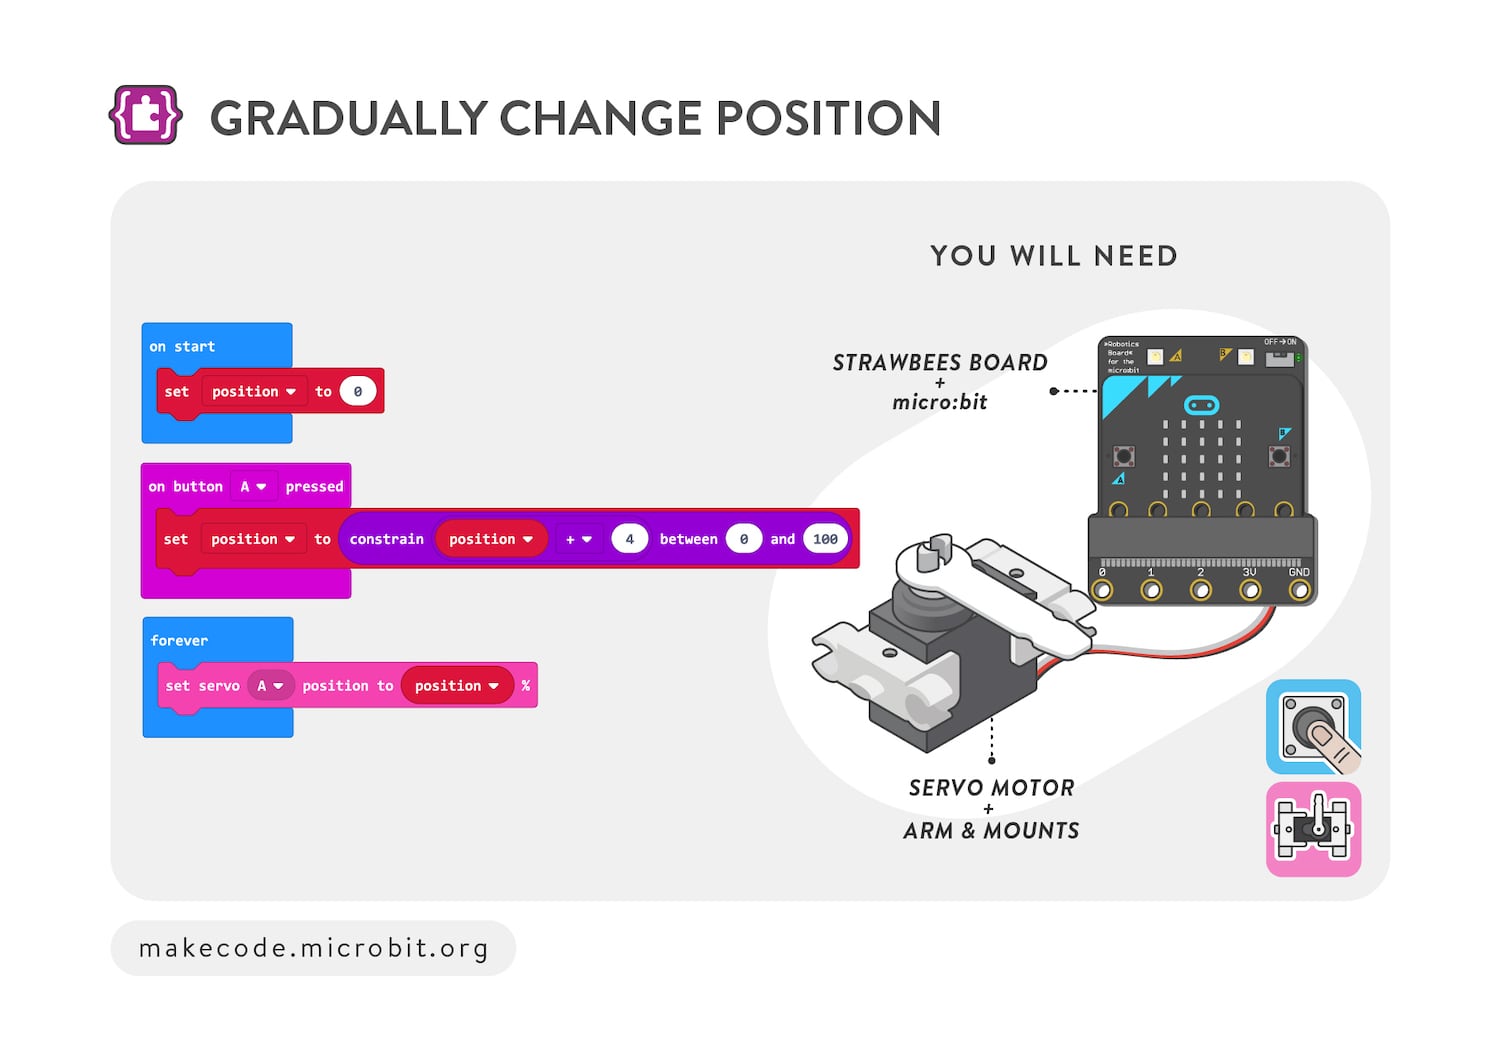 GRADUALLY CHANGE POSITION
YOU WILL NEED
on start
set position to 0
on button A pressed
set position to constrain position + 4 between 0 and 100
forever
set servo A position to position %
STRAWBEES BOARD
+
micro:bit
Robotics
Board
for the
micro:bit
A
B
OFF→ON
B
A
0 1 2 3V GND
SERVO MOTOR
+
ARM & MOUNTS
makecode.microbit.org